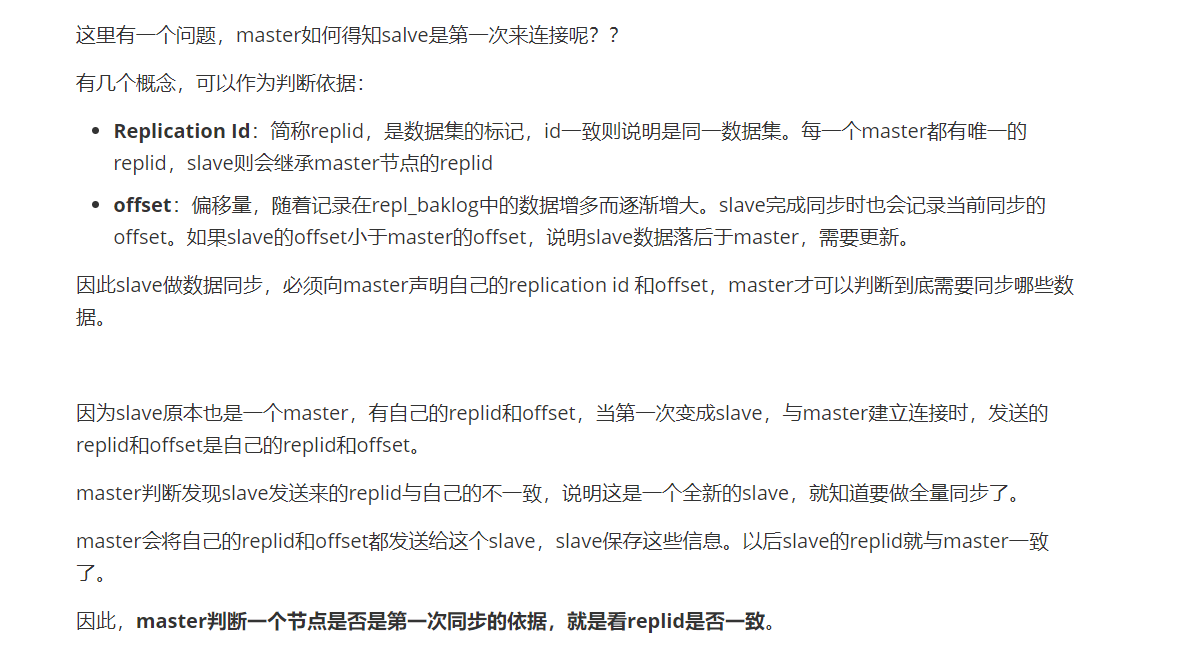 这里有一个问题，master如何得知salve是第一次来连接呢？？
有几个概念，可以作为判断依据：
• Replication Id：简称replid，是数据集的标记，id一致则说明是同一数据集。每一个master都有唯一的
replid，slave则会继承master节点的replid
• offset：偏移量，随着记录在repl_baklog中的数据增多而逐渐增大。slave完成同步时也会记录当前同步的
offset。如果slave的offset小于master的offset，说明slave数据落后于master，需要更新。
因此slave做数据同步，必须向master声明自己的replication id 和offset，master才可以判断到底需要同步哪些数
据。
因为slave原本也是一个master，有自己的replid和offset，当第一次变成slave，与master建立连接时，发送的
replid和offset是自己的replid和offset。
master判断发现slave发送来的replid与自己的不一致，说明这是一个全新的slave，就知道要做全量同步了。
master会将自己的replid和offset都发送给这个slave，slave保存这些信息。以后slave的replid就与master一致
了。
因此，master判断一个节点是否是第一次同步的依据，就是看replid是否一致。